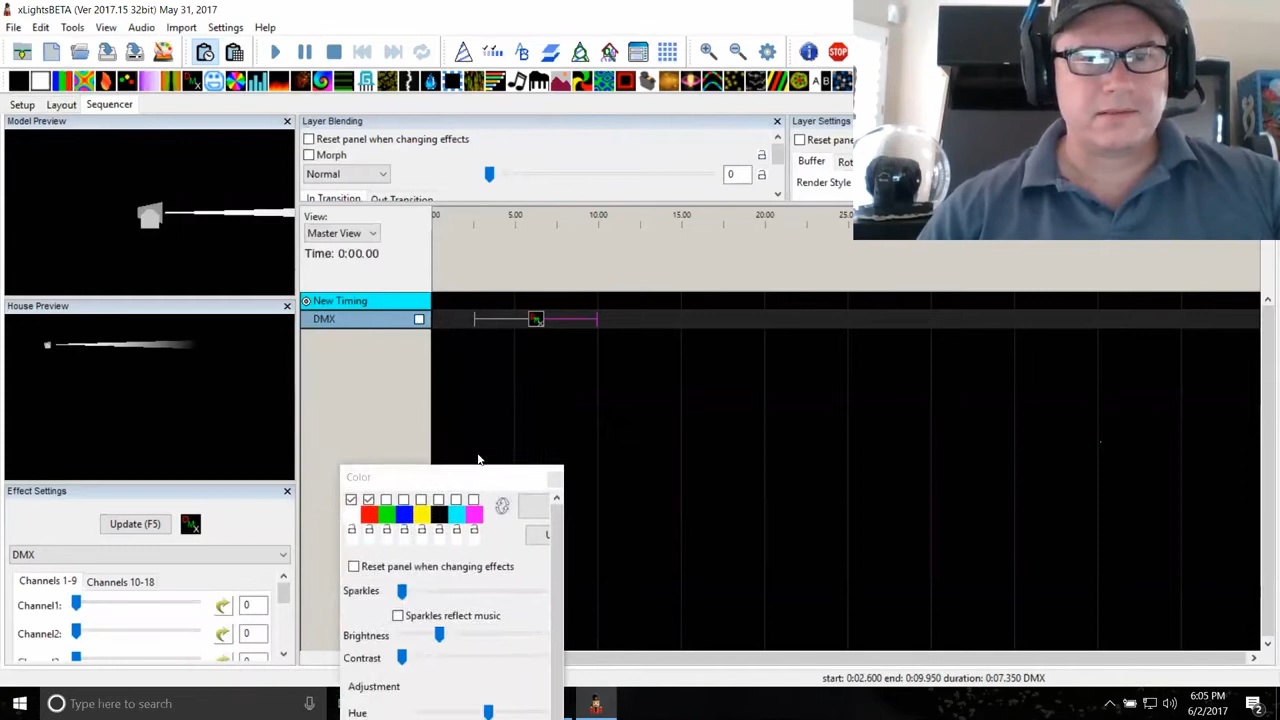 xLightsBETA (Ver 2017.15 32bit) May 31, 2017
File Edit Tools View Audio Import Settings Help
Setup Layout Sequencer
Model Preview
Layer Blending
Reset panel when changing effects
Morph
Normal
0
In Transition Out Transition
Layer Settings
Reset pane
Buffer Rot
Render Style
View:
Master View
Time: 0:00.00
:00 5.00 10.00 15.00 20.00 25.0
New Timing
DMX
House Preview
Effect Settings
Update (F5)
DMX
Channels 1-9 Channels 10-18
Channel1: 0
Channel2: 0
Color
U
Reset panel when changing effects
Sparkles
Sparkles reflect music
Brightness
Contrast
Adjustment
Hue
start: 0:02.600 end: 0:09.950 duration: 0:07.350 DMX
Type here to search
6:05 PM
6/2/2017
2